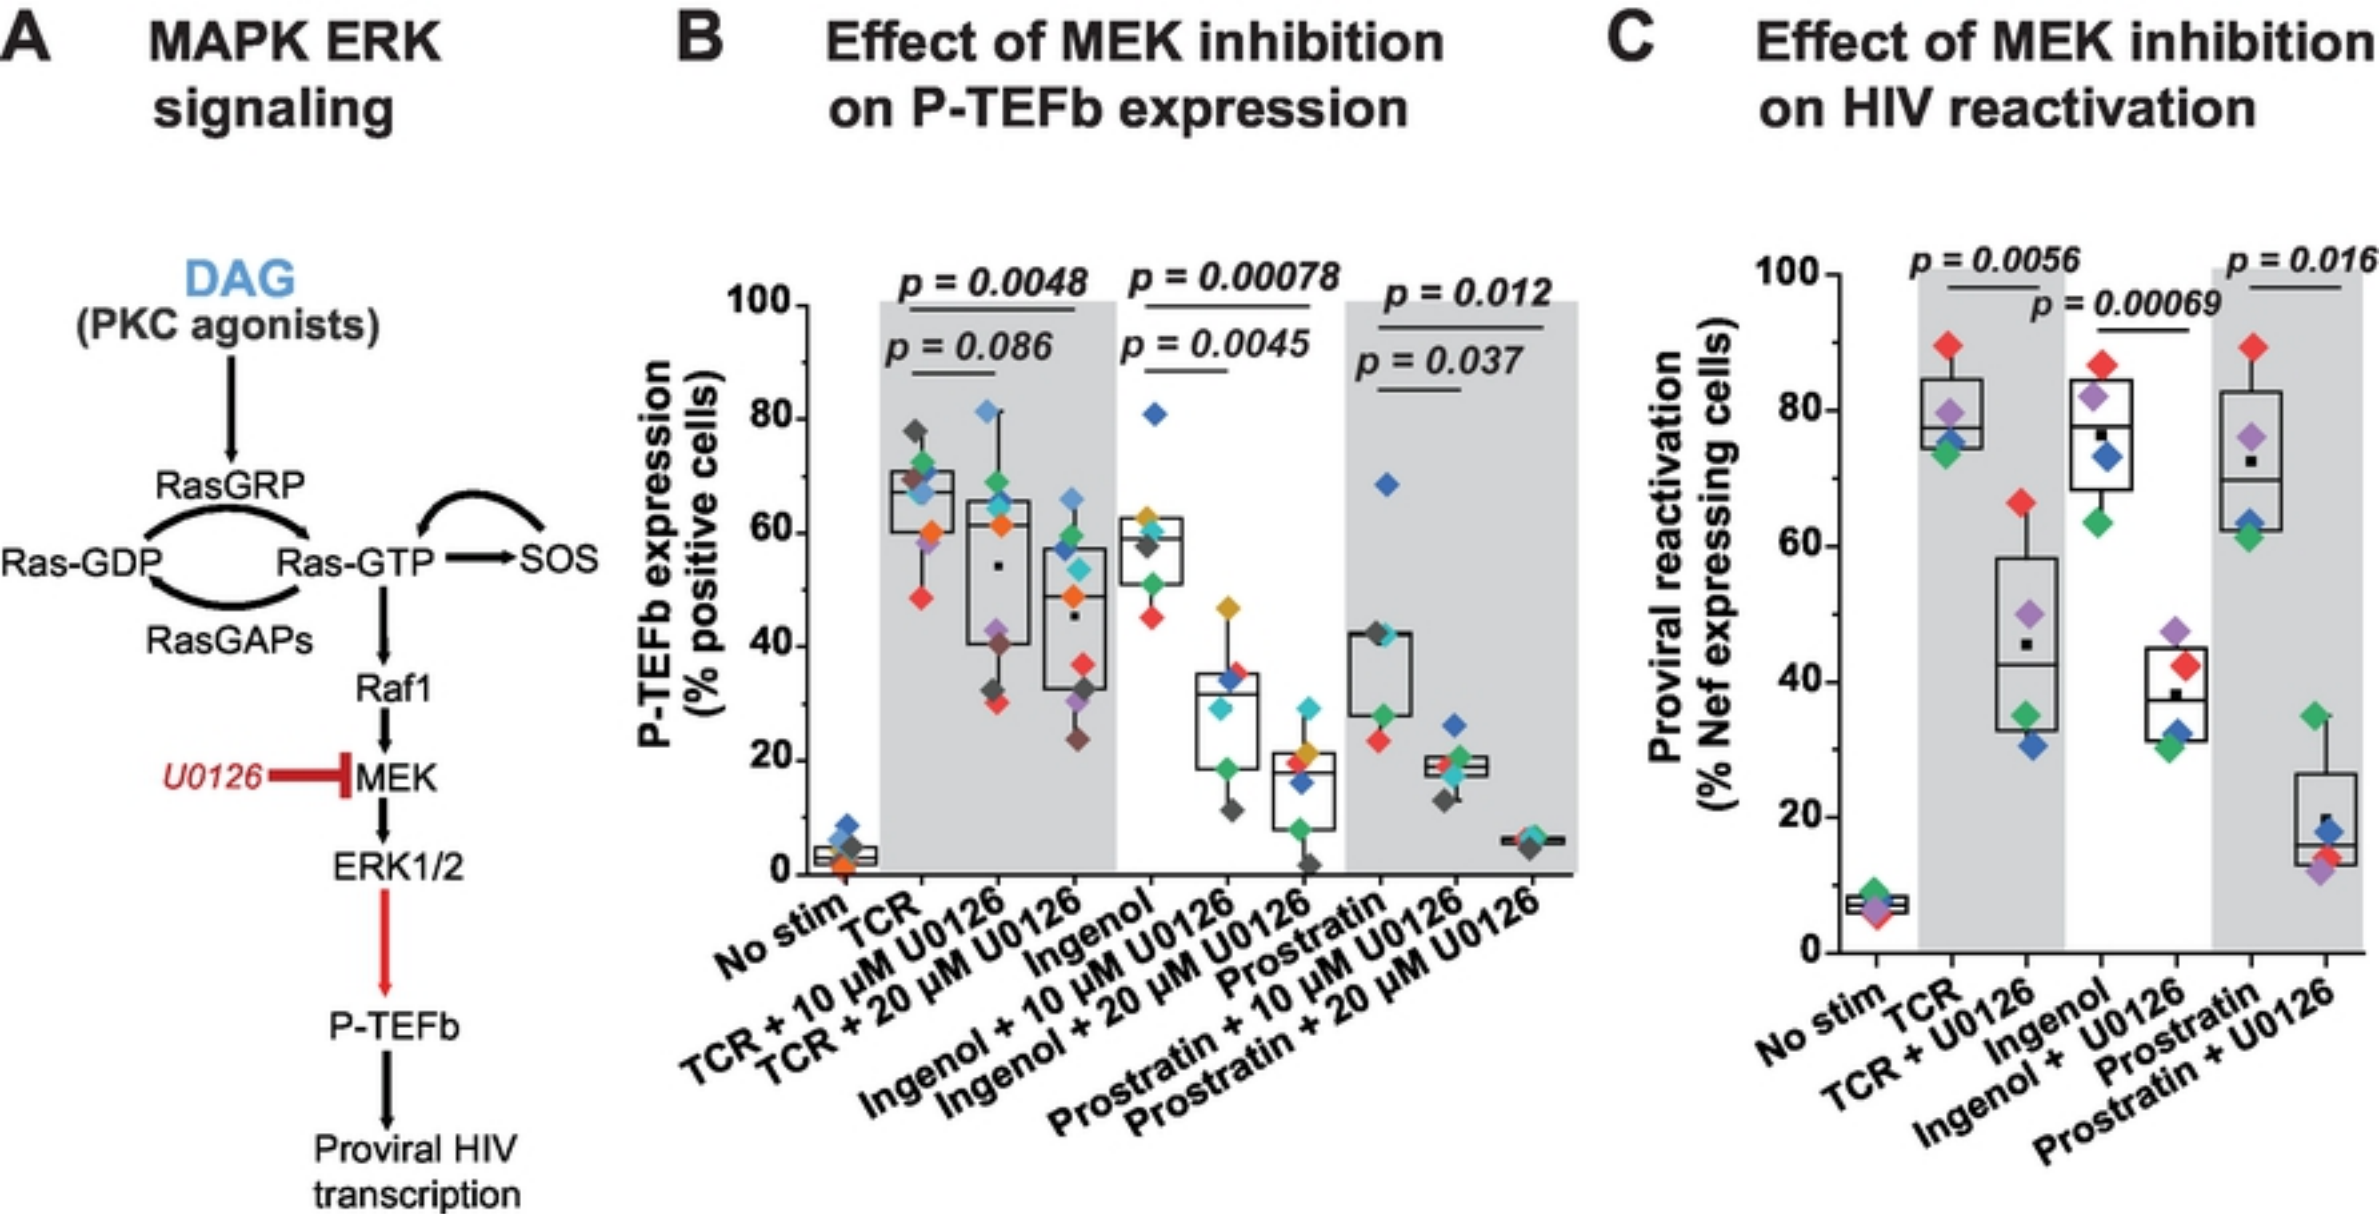 A
MAPK ERK
signaling
DAG
(PKC agonists)
RasGRP
Ras-GDP
Ras-GTP
SOS
RasGAPs
Raf1
U0126
MEK
ERK1/2
P-TEFb
Proviral HIV
transcription
B
Effect of MEK inhibition
on P-TEFb expression
P-TEFb expression
(% positive cells)
100
80
60
40
20
0
p = 0.0048
p = 0.086
p = 0.00078
p = 0.0045
p = 0.012
p = 0.037
No stim
TCR
TCR + 10 µM U0126
TCR + 20 µM U0126
Ingenol
Ingenol + 10 µM U0126
Ingenol + 20 µM U0126
Prostratin
Prostratin + 10 µM U0126
Prostratin + 20 µM U0126
C
Effect of MEK inhibition
on HIV reactivation
Proviral reactivation
(% Nef expressing cells)
100
80
60
40
20
0
p = 0.0056
p = 0.00069
p = 0.016
No stim
TCR
TCR + U0126
Ingenol
Ingenol + U0126
Prostratin
Prostratin + U0126